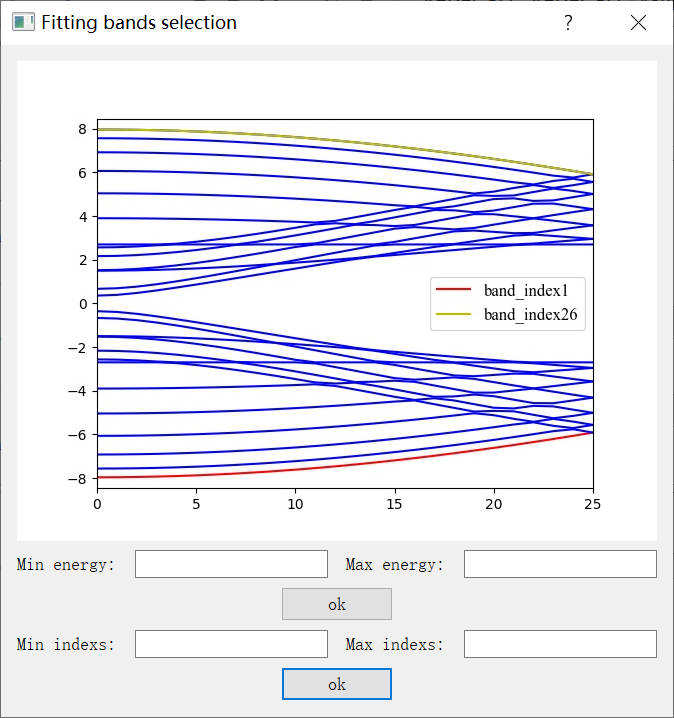 Fitting bands selection
?
8
6
4
2
0
−2
−4
−6
−8
0 5 10 15 20 25
band_index1
band_index26
Min energy: Max energy:
ok
Min indexs: Max indexs:
ok